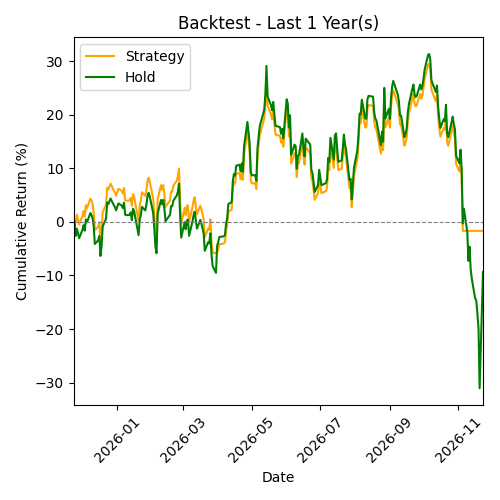 Backtest - Last 1 Year(s)
Strategy
Hold
Cumulative Return (%)
30
20
10
0
−10
−20
−30
2026-01
2026-03
2026-05
2026-07
2026-09
2026-11
Date